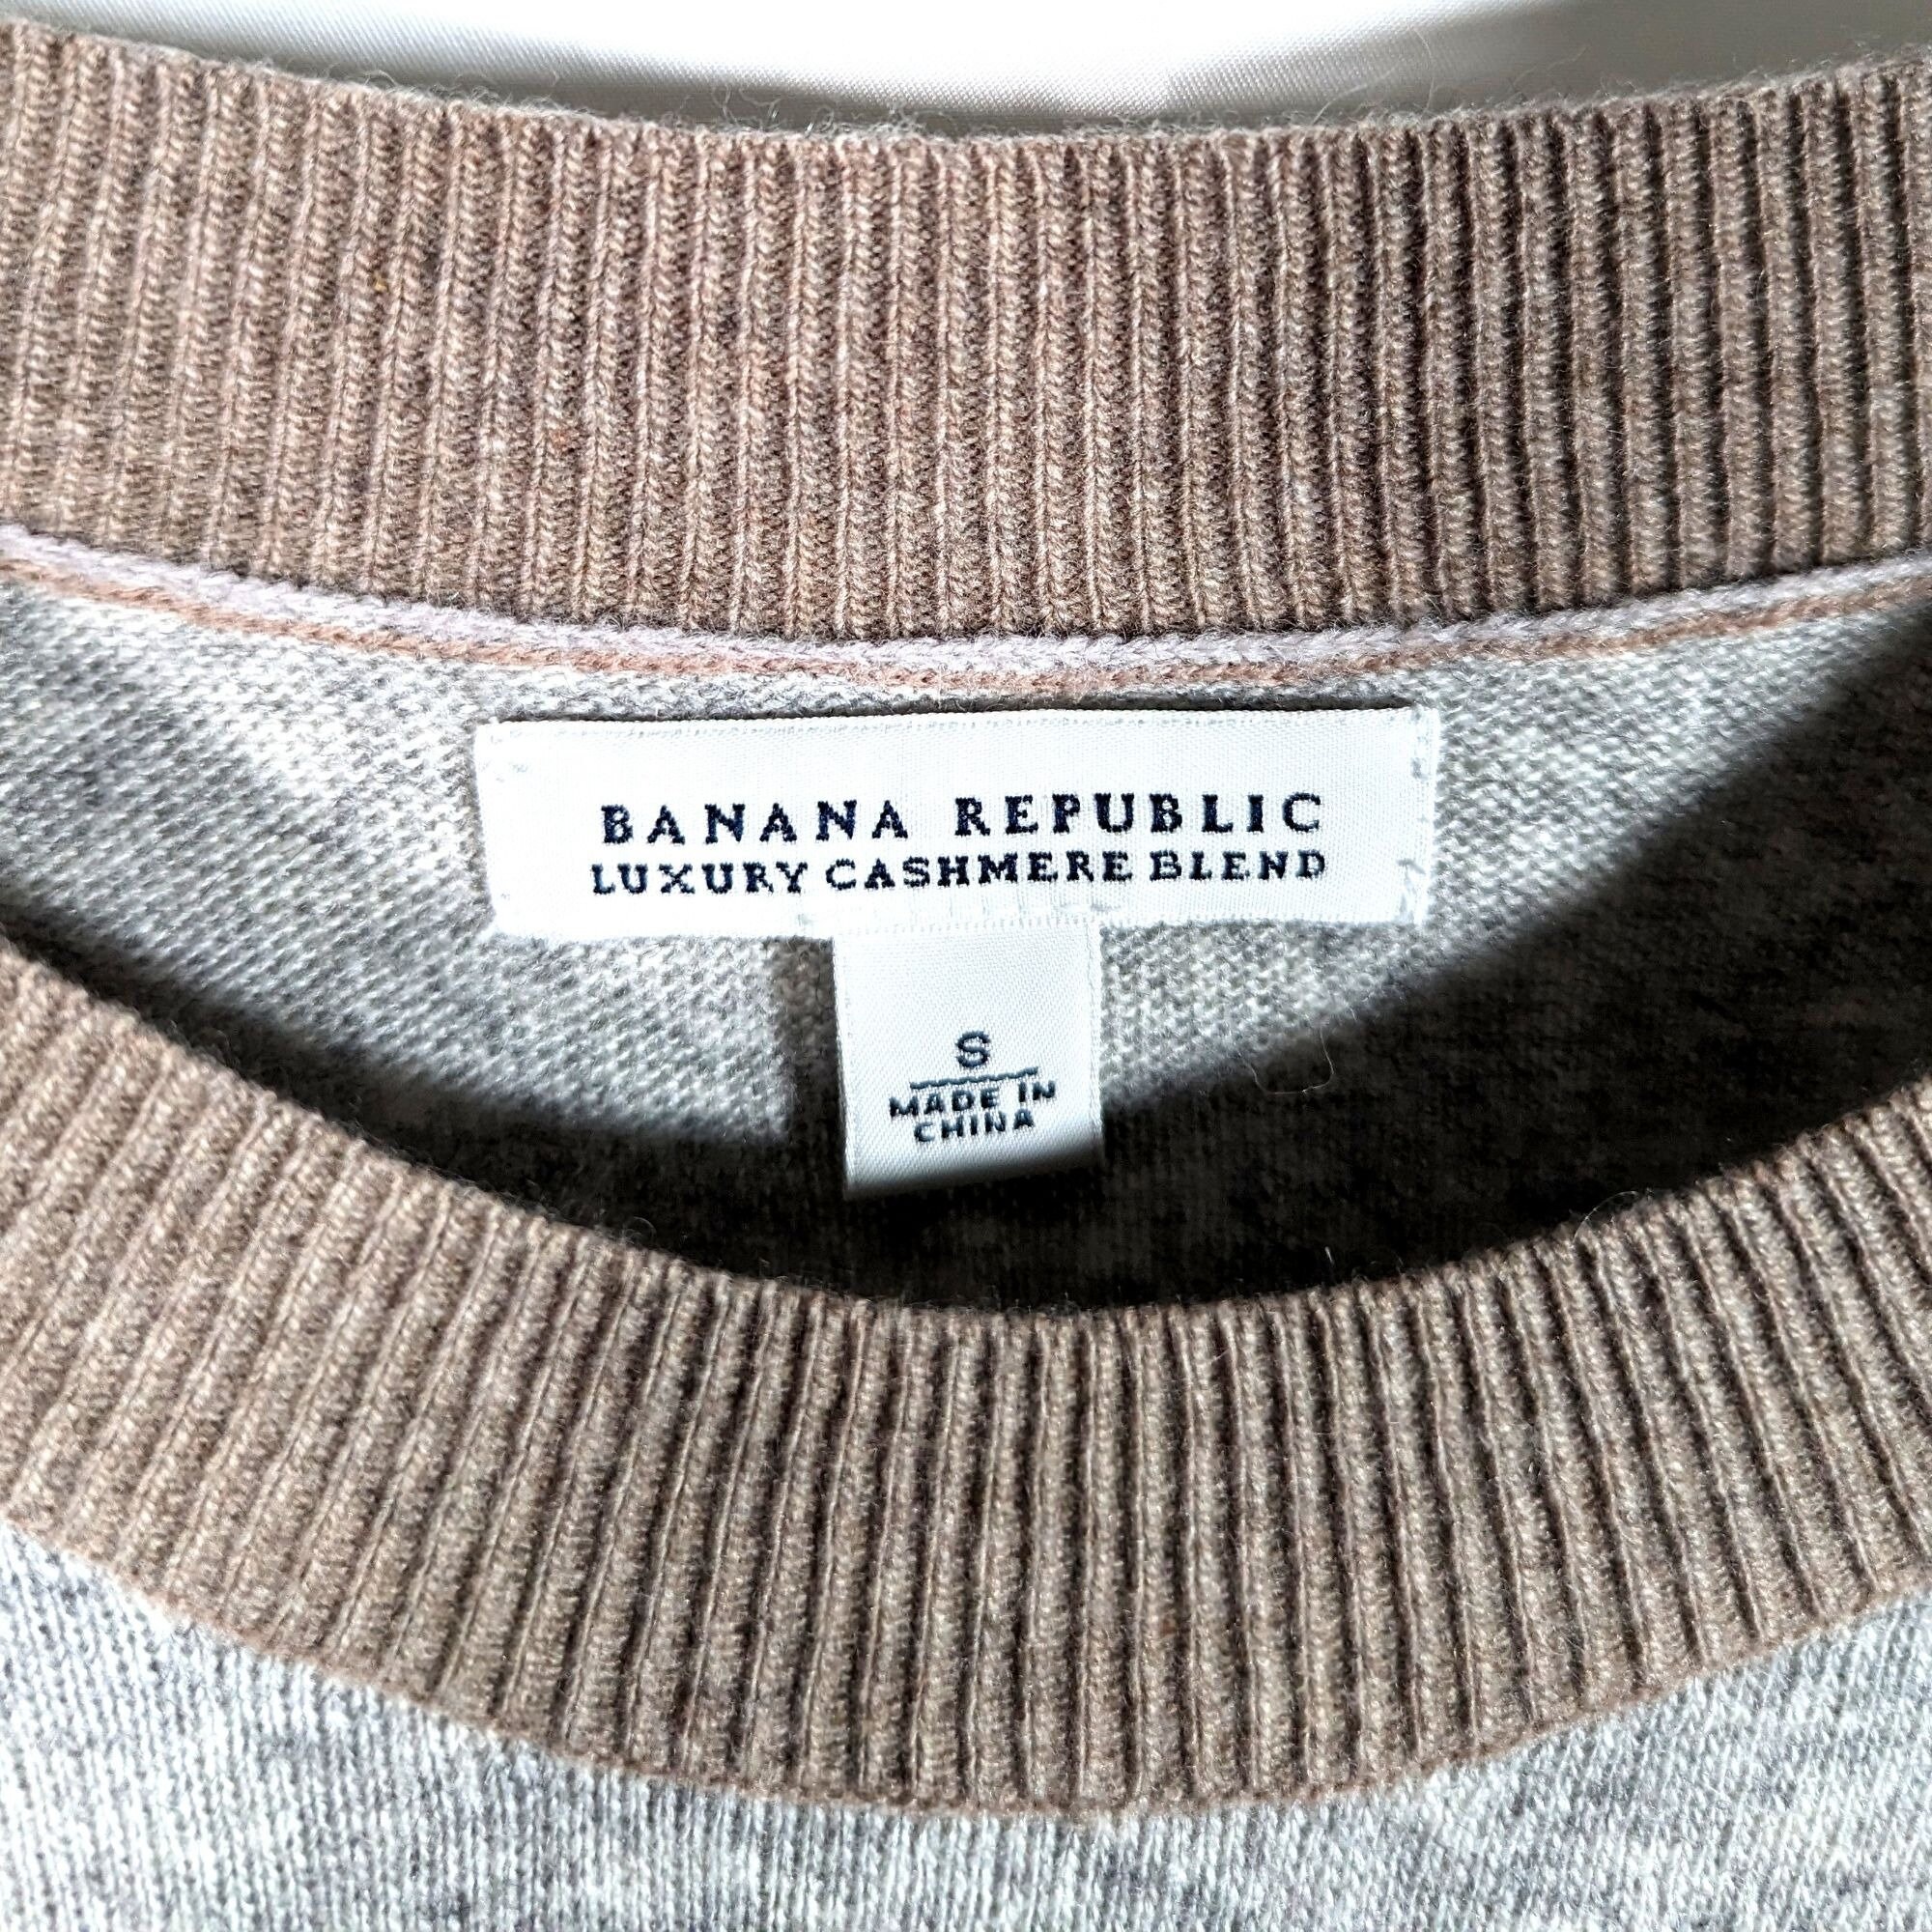 BANANA REPUBLIC
LUXURY CASHMERE BLEND
S
MADE IN
CHINA